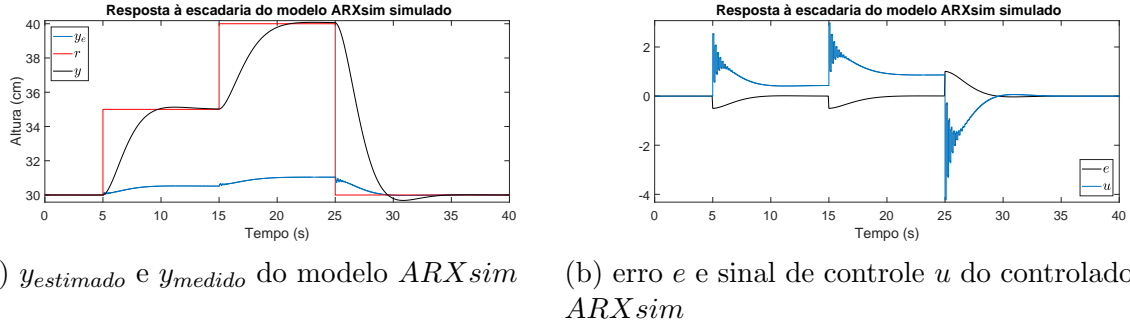 Resposta à escadaria do modelo ARXsim simulado
40
38
36
34
32
30
Altura (cm)
y_e
r
y
0 5 10 15 20 25 30 35 40
Tempo (s)
) y_estimado e y_medido do modelo ARXsim
Resposta à escadaria do modelo ARXsim simulado
2
0
-2
-4
e
u
0 5 10 15 20 25 30 35 40
Tempo (s)
(b) erro e e sinal de controle u do controlado
ARXsim